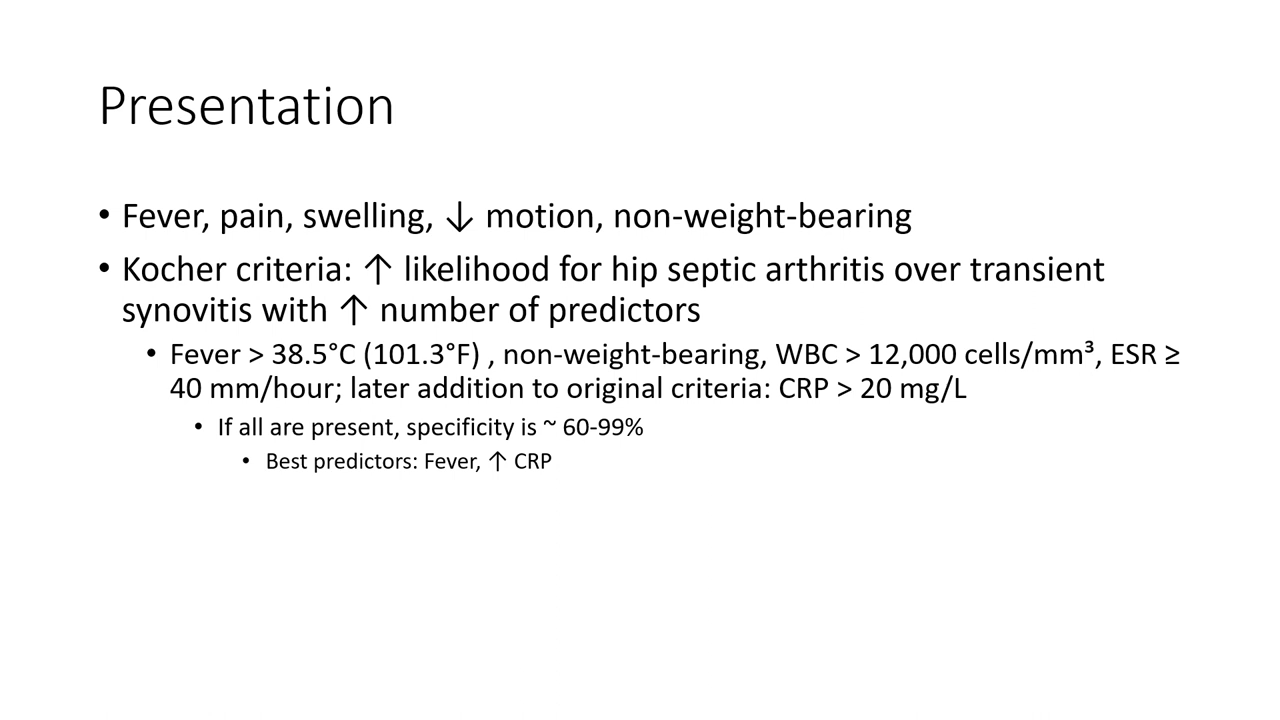 Presentation
• Fever, pain, swelling, ↓ motion, non-weight-bearing
• Kocher criteria: ↑ likelihood for hip septic arthritis over transient
synovitis with ↑ number of predictors
• Fever > 38.5°C (101.3°F) , non-weight-bearing, WBC > 12,000 cells/mm³, ESR ≥
40 mm/hour; later addition to original criteria: CRP > 20 mg/L
• If all are present, specificity is ~ 60-99%
• Best predictors: Fever, ↑ CRP